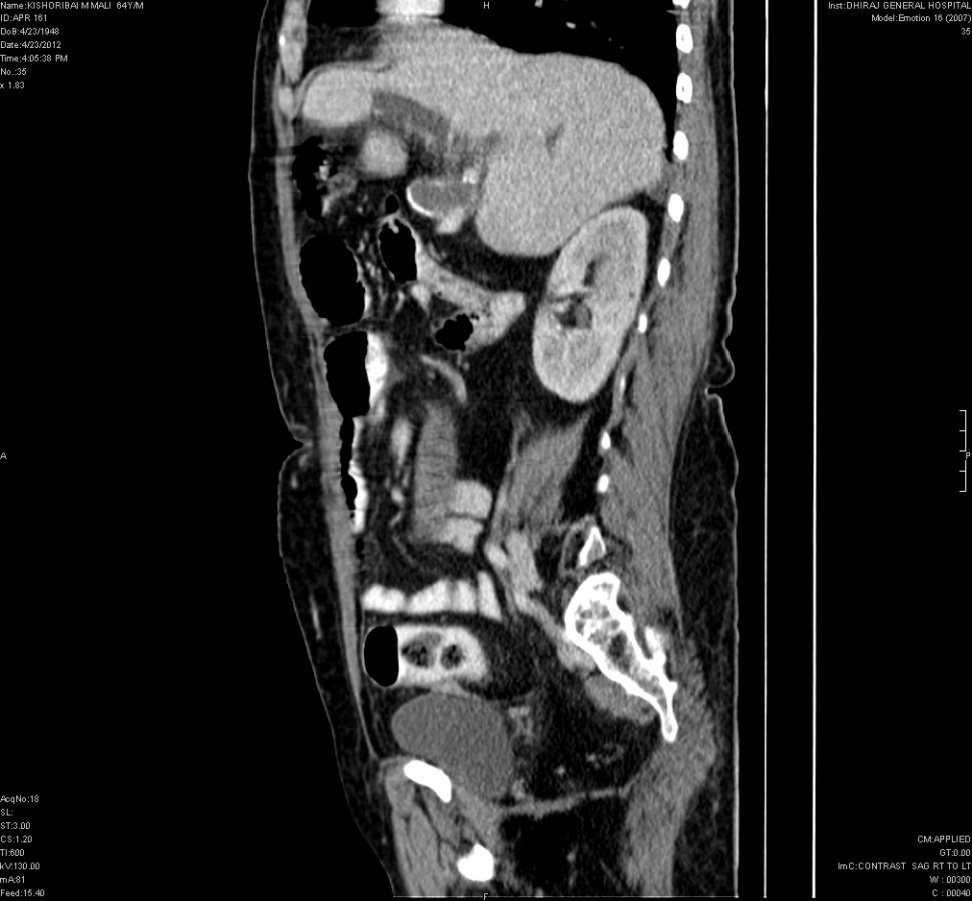 Name:KISHORIBAI M MALI 64Y/M
ID:APR 161
DoB:4/23/1948
Date:4/23/2012
Time:4:05:38 PM
No.:35
x 1.83
H
Inst:DHIRAJ GENERAL HOSPITAL
Model:Emotion 16 (2007)
35
A
P
AcqNo:18
SL:
ST:3.00
CS:1.20
TI:600
kV:130.00
mA:81
Feed:15.40
F
CM:APPLIED
GT:0.00
ImC:CONTRAST SAG RT TO LT
W : 00300
C : 00040